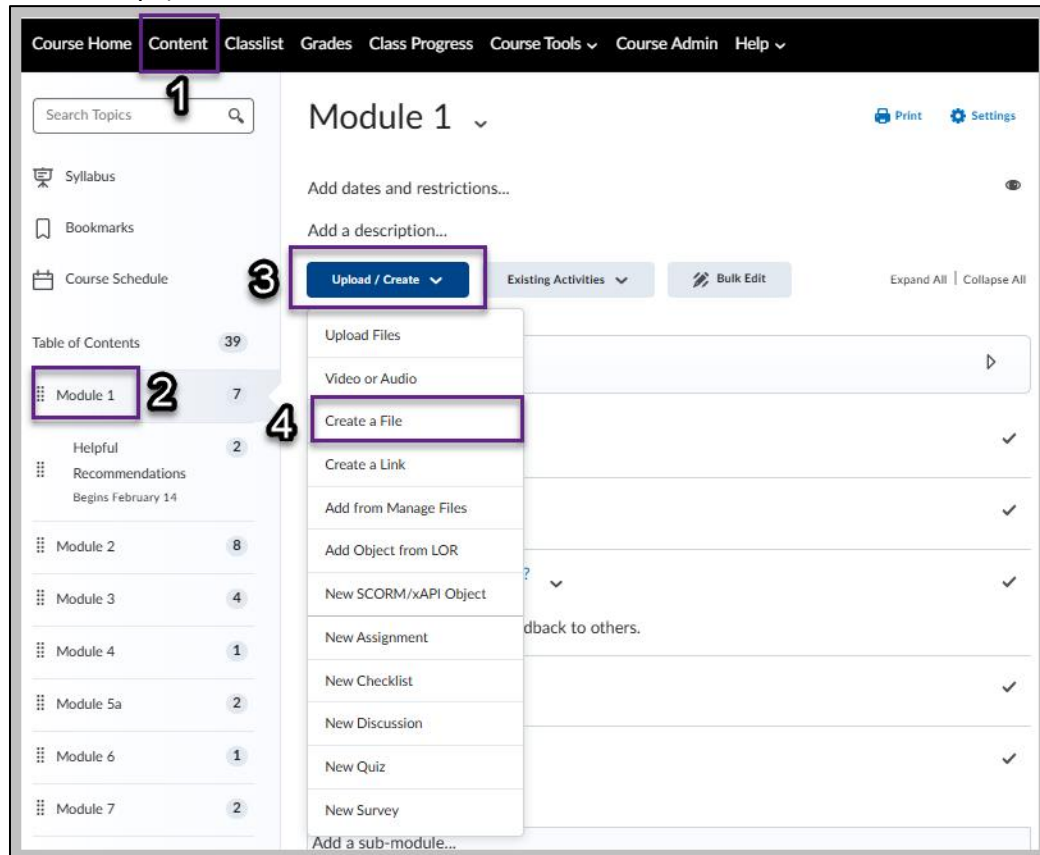 Course Home Content Classlist Grades Class Progress Course Tools Course Admin Help
1
Search Topics
Syllabus
Bookmarks
Course Schedule
Table of Contents 39
Module 1 2 7
Helpful 2
Recommendations
Begins February 14
Module 2 8
Module 3 4
Module 4 1
Module 5a 2
Module 6 1
Module 7 2
Module 1
Print Settings
Add dates and restrictions...
Add a description...
3
Upload / Create Existing Activities Bulk Edit Expand All | Collapse All
Upload Files
Video or Audio
4 Create a File
Create a Link
Add from Manage Files
Add Object from LOR
New SCORM/xAPI Object
?
New Assignment
dback to others.
New Checklist
New Discussion
New Quiz
New Survey
Add a sub-module...